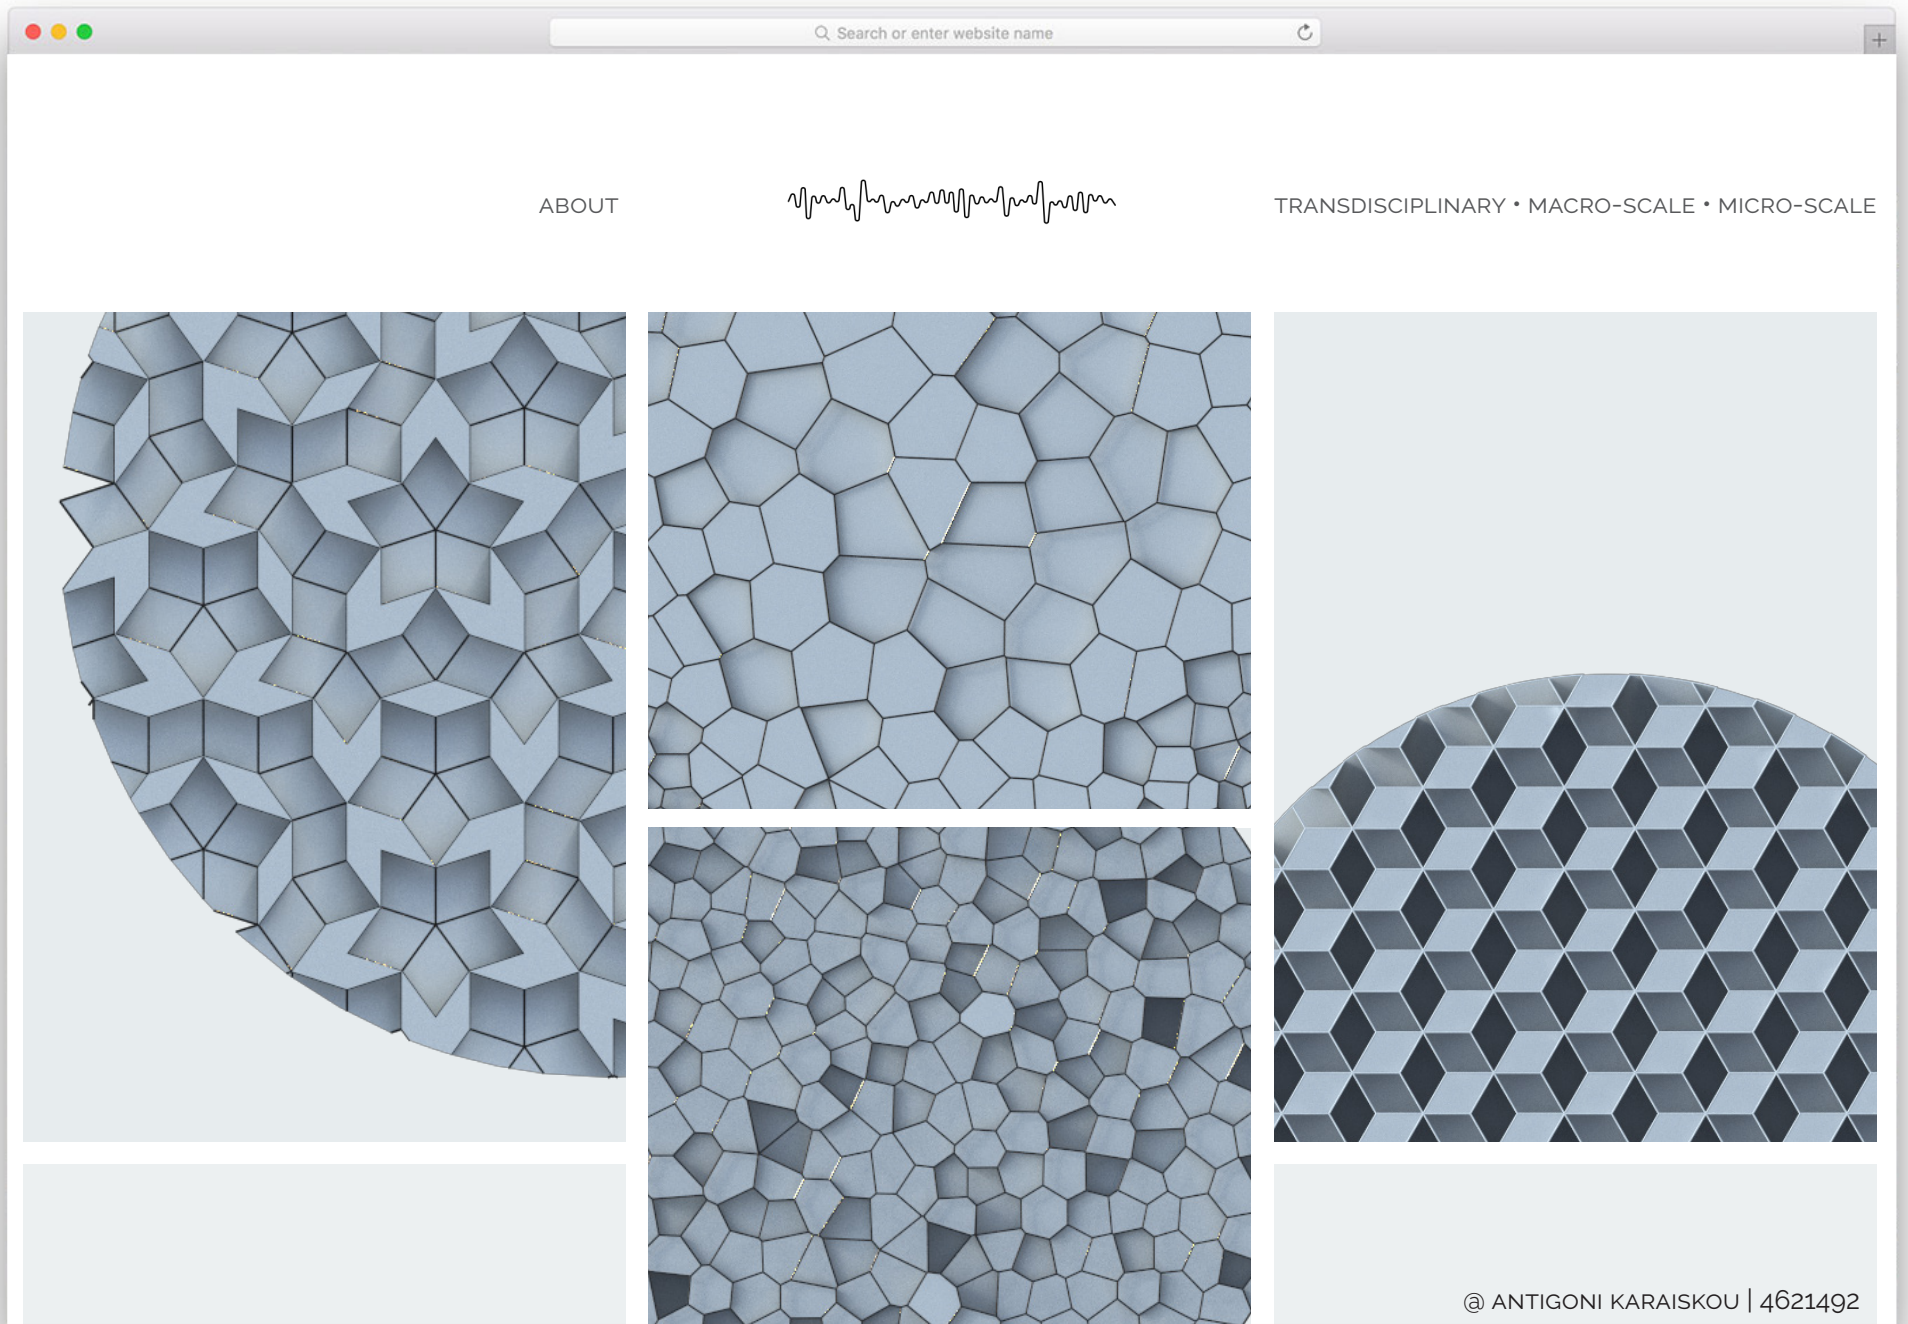 Search or enter website name
ABOUT
TRANSDISCIPLINARY • MACRO-SCALE • MICRO-SCALE
@ ANTIGONI KARAISKOU | 4621492